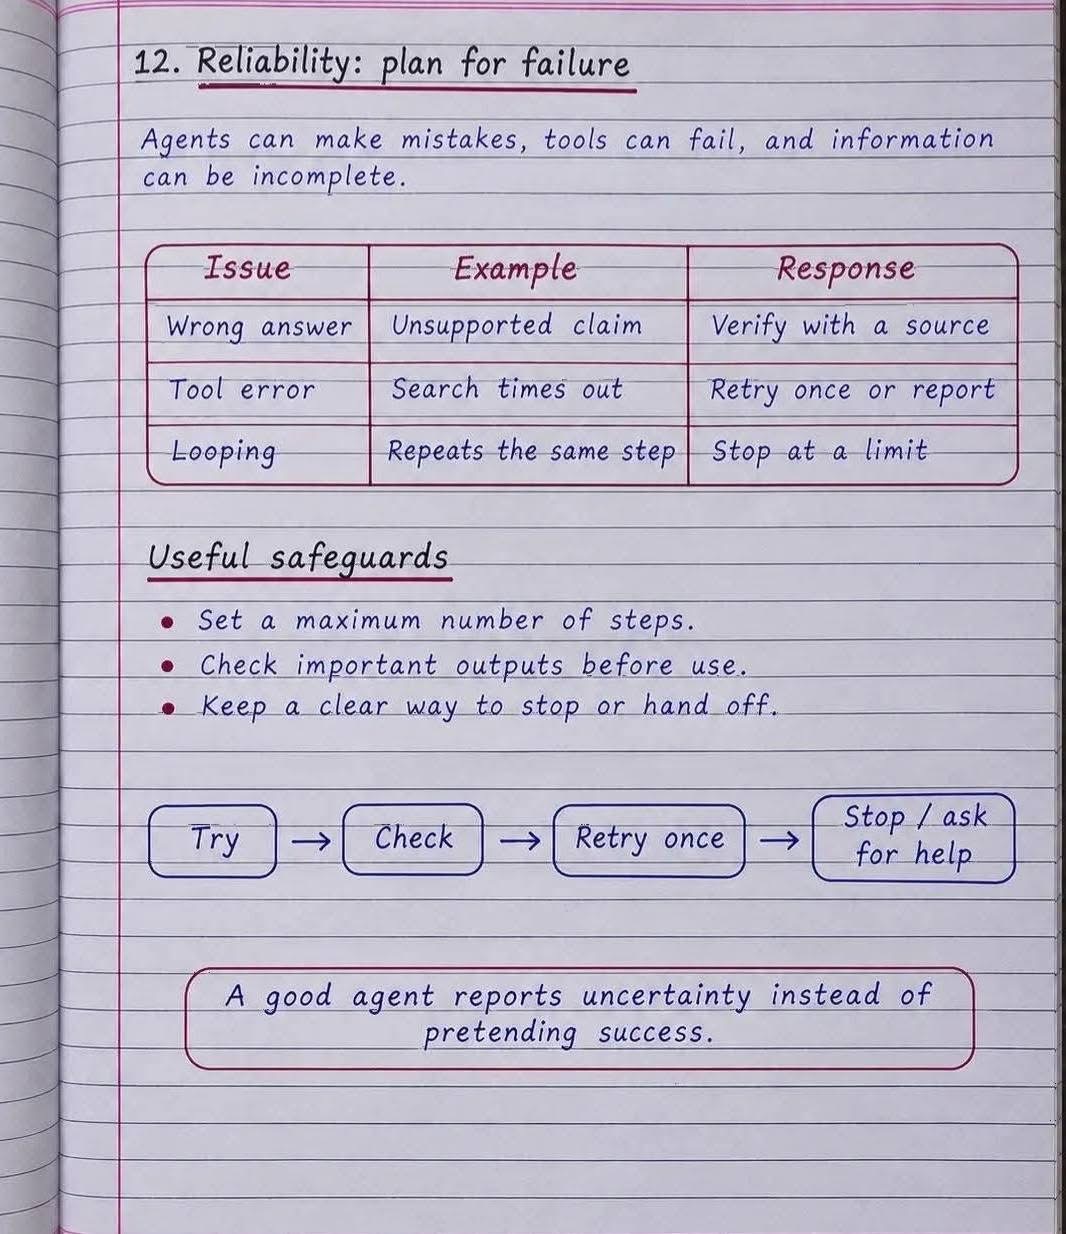 12. Reliability: plan for failure
Agents can make mistakes, tools can fail, and information
can be incomplete.
Issue Example Response
Wrong answer Unsupported claim Verify with a source
Tool error Search times out Retry once or report
Looping Repeats the same step Stop at a limit
Useful safeguards
• Set a maximum number of steps.
• Check important outputs before use.
• Keep a clear way to stop or hand off.
Try → Check → Retry once → Stop / ask
for help
A good agent reports uncertainty instead of
pretending success.